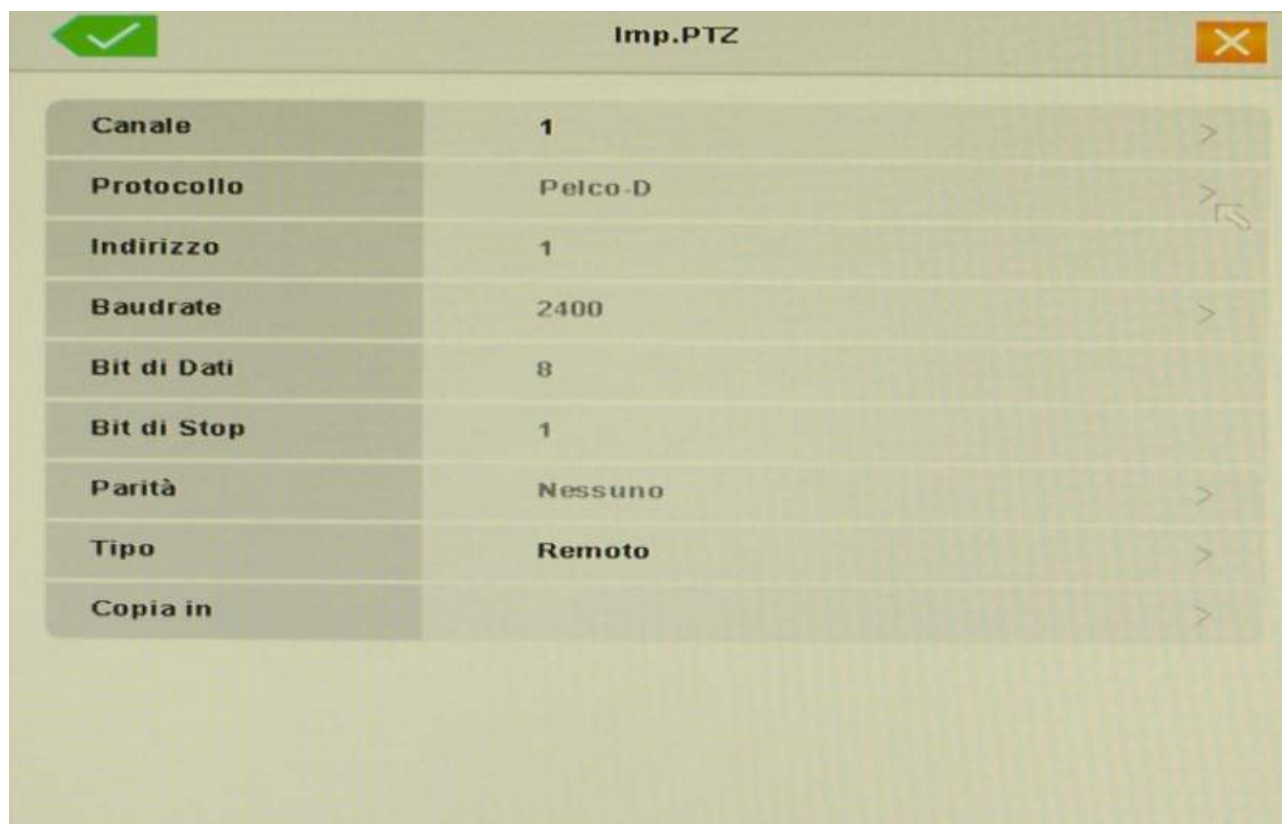 Imp.PTZ
Canale 1 >
Protocollo Pelco-D >
Indirizzo 1
Baudrate 2400 >
Bit di Dati 8
Bit di Stop 1
Parità Nessuno >
Tipo Remoto >
Copia in >